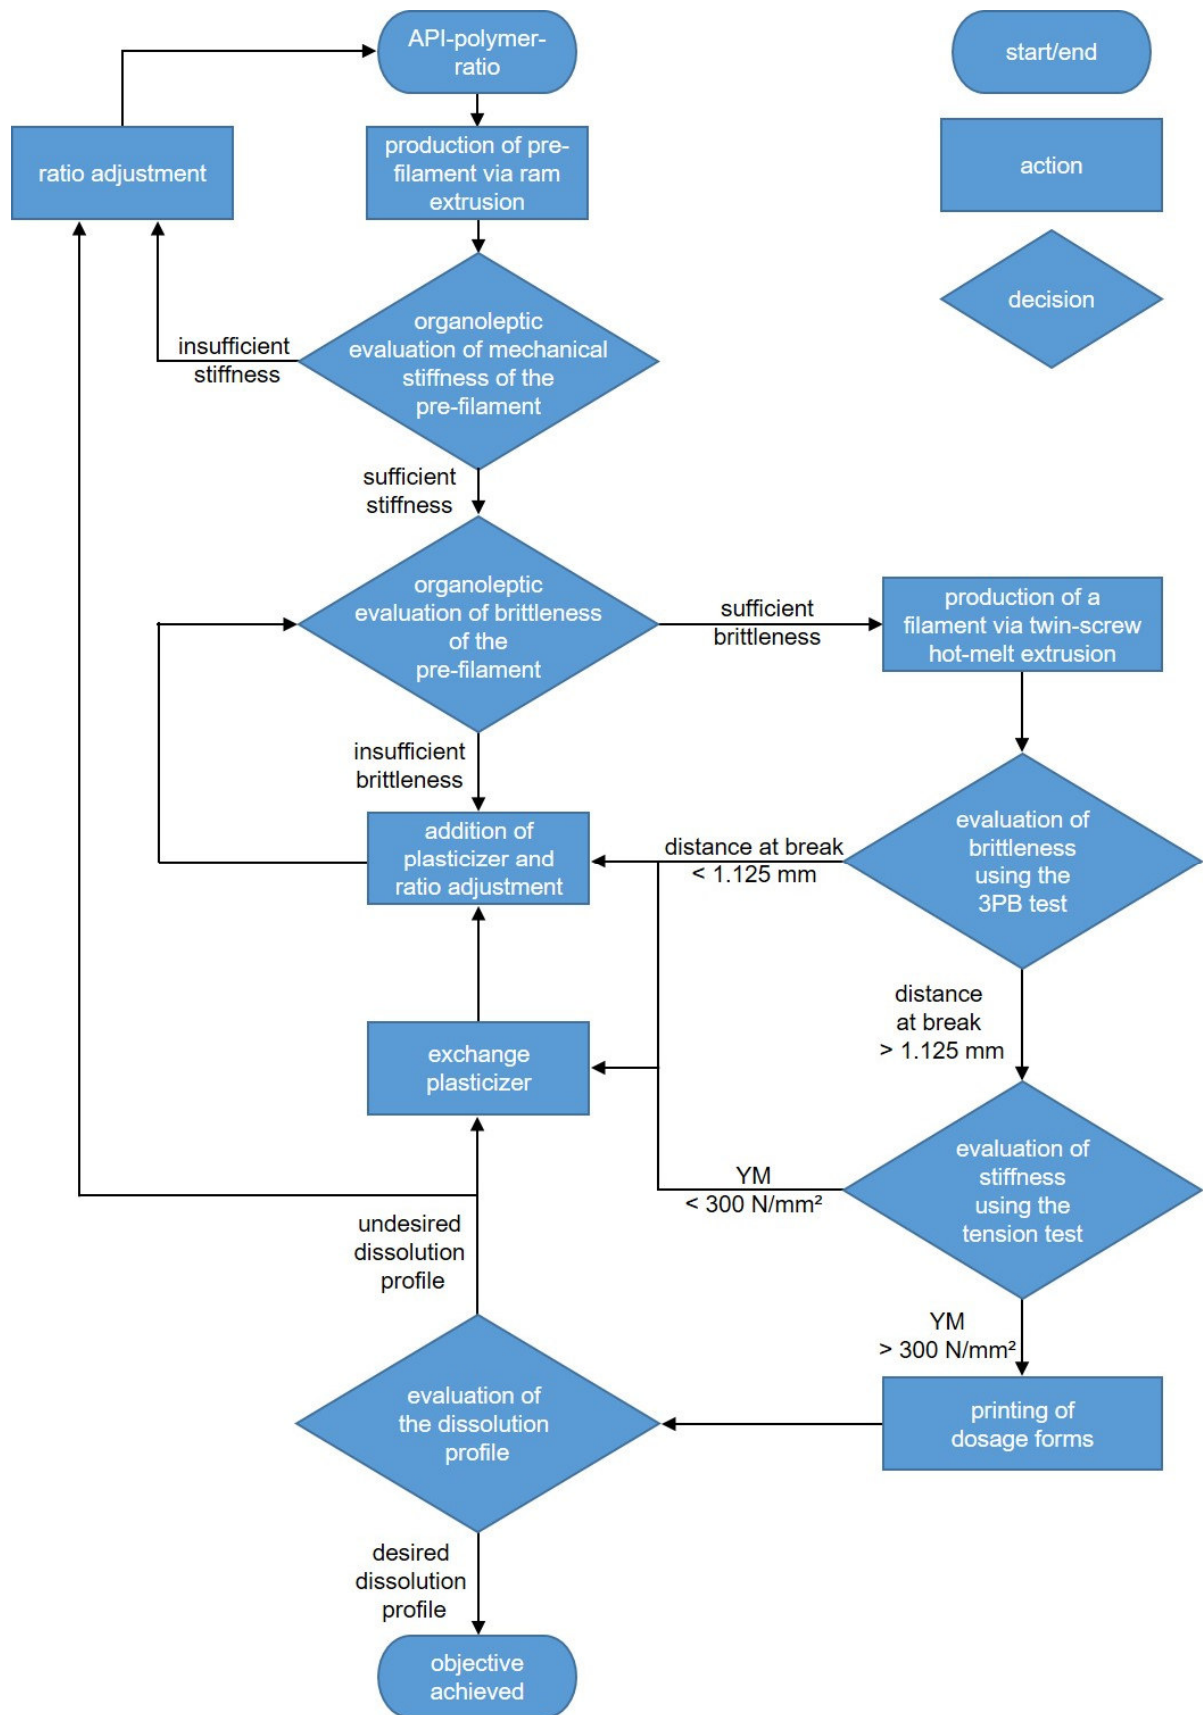 API-polymer-
ratio
start/end
ratio adjustment
production of pre-
filament via ram
extrusion
action
decision
organoleptic
evaluation of mechanical
stiffness of the
pre-filament
insufficient
stiffness
sufficient
stiffness
organoleptic
evaluation of brittleness
of the
pre-filament
sufficient
brittleness
production of a
filament via twin-screw
hot-melt extrusion
insufficient
brittleness
addition of
plasticizer and
ratio adjustment
distance at break
< 1.125 mm
evaluation of
brittleness
using the
3PB test
distance
at break
> 1.125 mm
exchange
plasticizer
YM
< 300 N/mm²
evaluation of
stiffness
using the
tension test
undesired
dissolution
profile
YM
> 300 N/mm²
evaluation of
the dissolution
profile
printing of
dosage forms
desired
dissolution
profile
objective
achieved